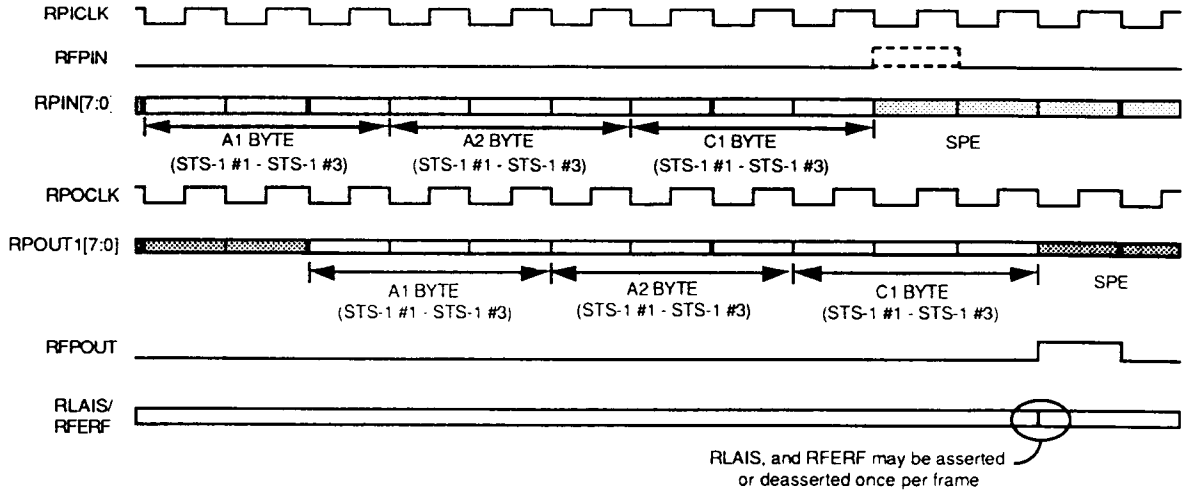 RPICLK
RFPIN
RPIN[7:0]
A1 BYTE
(STS-1 #1 - STS-1 #3)
A2 BYTE
(STS-1 #1 - STS-1 #3)
C1 BYTE
(STS-1 #1 - STS-1 #3)
SPE
RPOCLK
RPOUT1[7:0]
A1 BYTE
(STS-1 #1 - STS-1 #3)
A2 BYTE
(STS-1 #1 - STS-1 #3)
C1 BYTE
(STS-1 #1 - STS-1 #3)
SPE
RFPOUT
RLAIS/
RFERF
RLAIS, and RFERF may be asserted
or deasserted once per frame